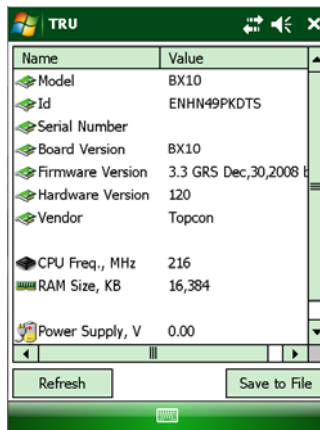 TRU
Name Value
Model BX10
Id ENHN49PKDTS
Serial Number
Board Version BX10
Firmware Version 3.3 GRS Dec,30,2008
Hardware Version 120
Vendor Topcon
CPU Freq., MHz 216
RAM Size, KB 16,384
Power Supply, V 0.00
Refresh Save to File